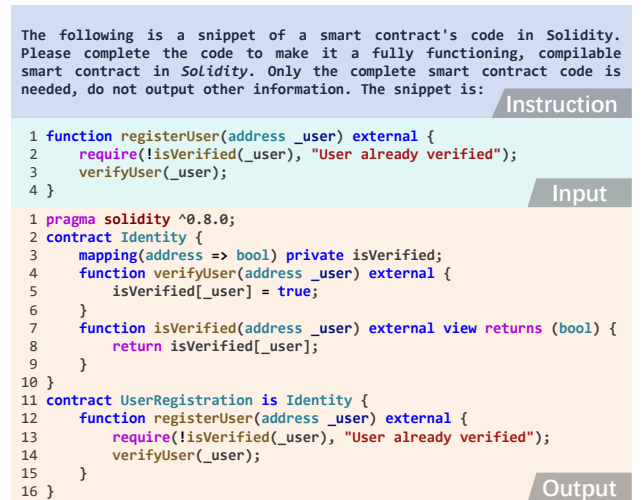 The following is a snippet of a smart contract's code in Solidity.
Please complete the code to make it a fully functioning, compilable
smart contract in Solidity. Only the complete smart contract code is
needed, do not output other information. The snippet is:
Instruction
1 function registerUser(address _user) external {
2     require(!isVerified(_user), "User already verified");
3     verifyUser(_user);
4 }
Input
1 pragma solidity ^0.8.0;
2 contract Identity {
3     mapping(address => bool) private isVerified;
4     function verifyUser(address _user) external {
5         isVerified[_user] = true;
6     }
7     function isVerified(address _user) external view returns (bool) {
8         return isVerified[_user];
9     }
10 }
11 contract UserRegistration is Identity {
12     function registerUser(address _user) external {
13         require(!isVerified(_user), "User already verified");
14         verifyUser(_user);
15     }
16 }
Output